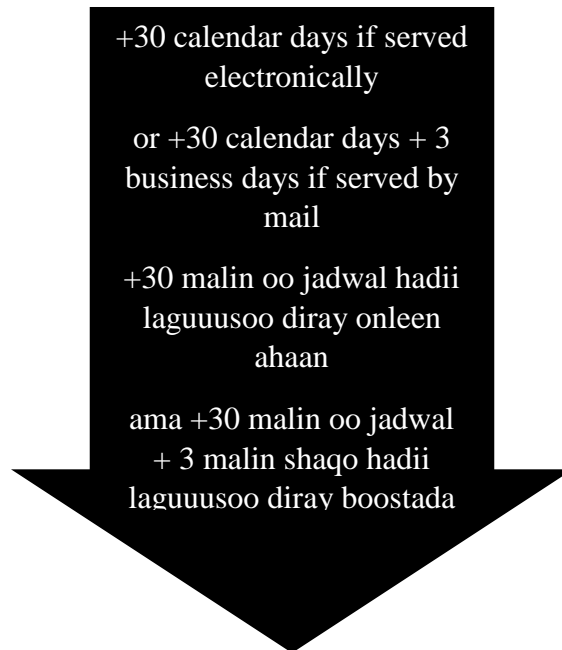 +30 calendar days if served
electronically
or +30 calendar days + 3
business days if served by
mail
+30 malin oo jadwal hadii
laguuusoo diray onleen
ahaan
ama +30 malin oo jadwal
+ 3 malin shaqo hadii
laguuusoo diray boostada